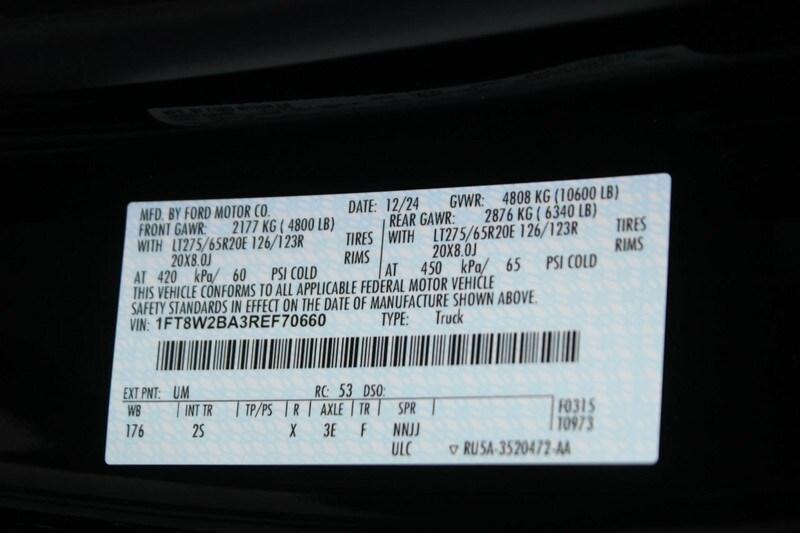 MFD. BY FORD MOTOR CO. DATE: 12/24 GVWR: 4808 KG (10600 LB)
FRONT GAWR: 2177 KG ( 4800 LB) REAR GAWR: 2876 KG ( 6340 LB)
WITH LT275/65R20E 126/123R TIRES WITH LT275/65R20E 126/123R TIRES
20X8.0J RIMS 20X8.0J RIMS
AT 420 kPa/ 60 PSI COLD AT 450 kPa/ 65 PSI COLD
THIS VEHICLE CONFORMS TO ALL APPLICABLE FEDERAL MOTOR VEHICLE
SAFETY STANDARDS IN EFFECT ON THE DATE OF MANUFACTURE SHOWN ABOVE.
VIN: 1FT8W2BA3REF70660 TYPE: Truck
EXT PNT: UM RC: 53 DSO:
WB INT TR TP/PS R AXLE TR SPR F0315
176 2S X 3E F NNJJ T0973
ULC ▽ RU5A-3520472-AA